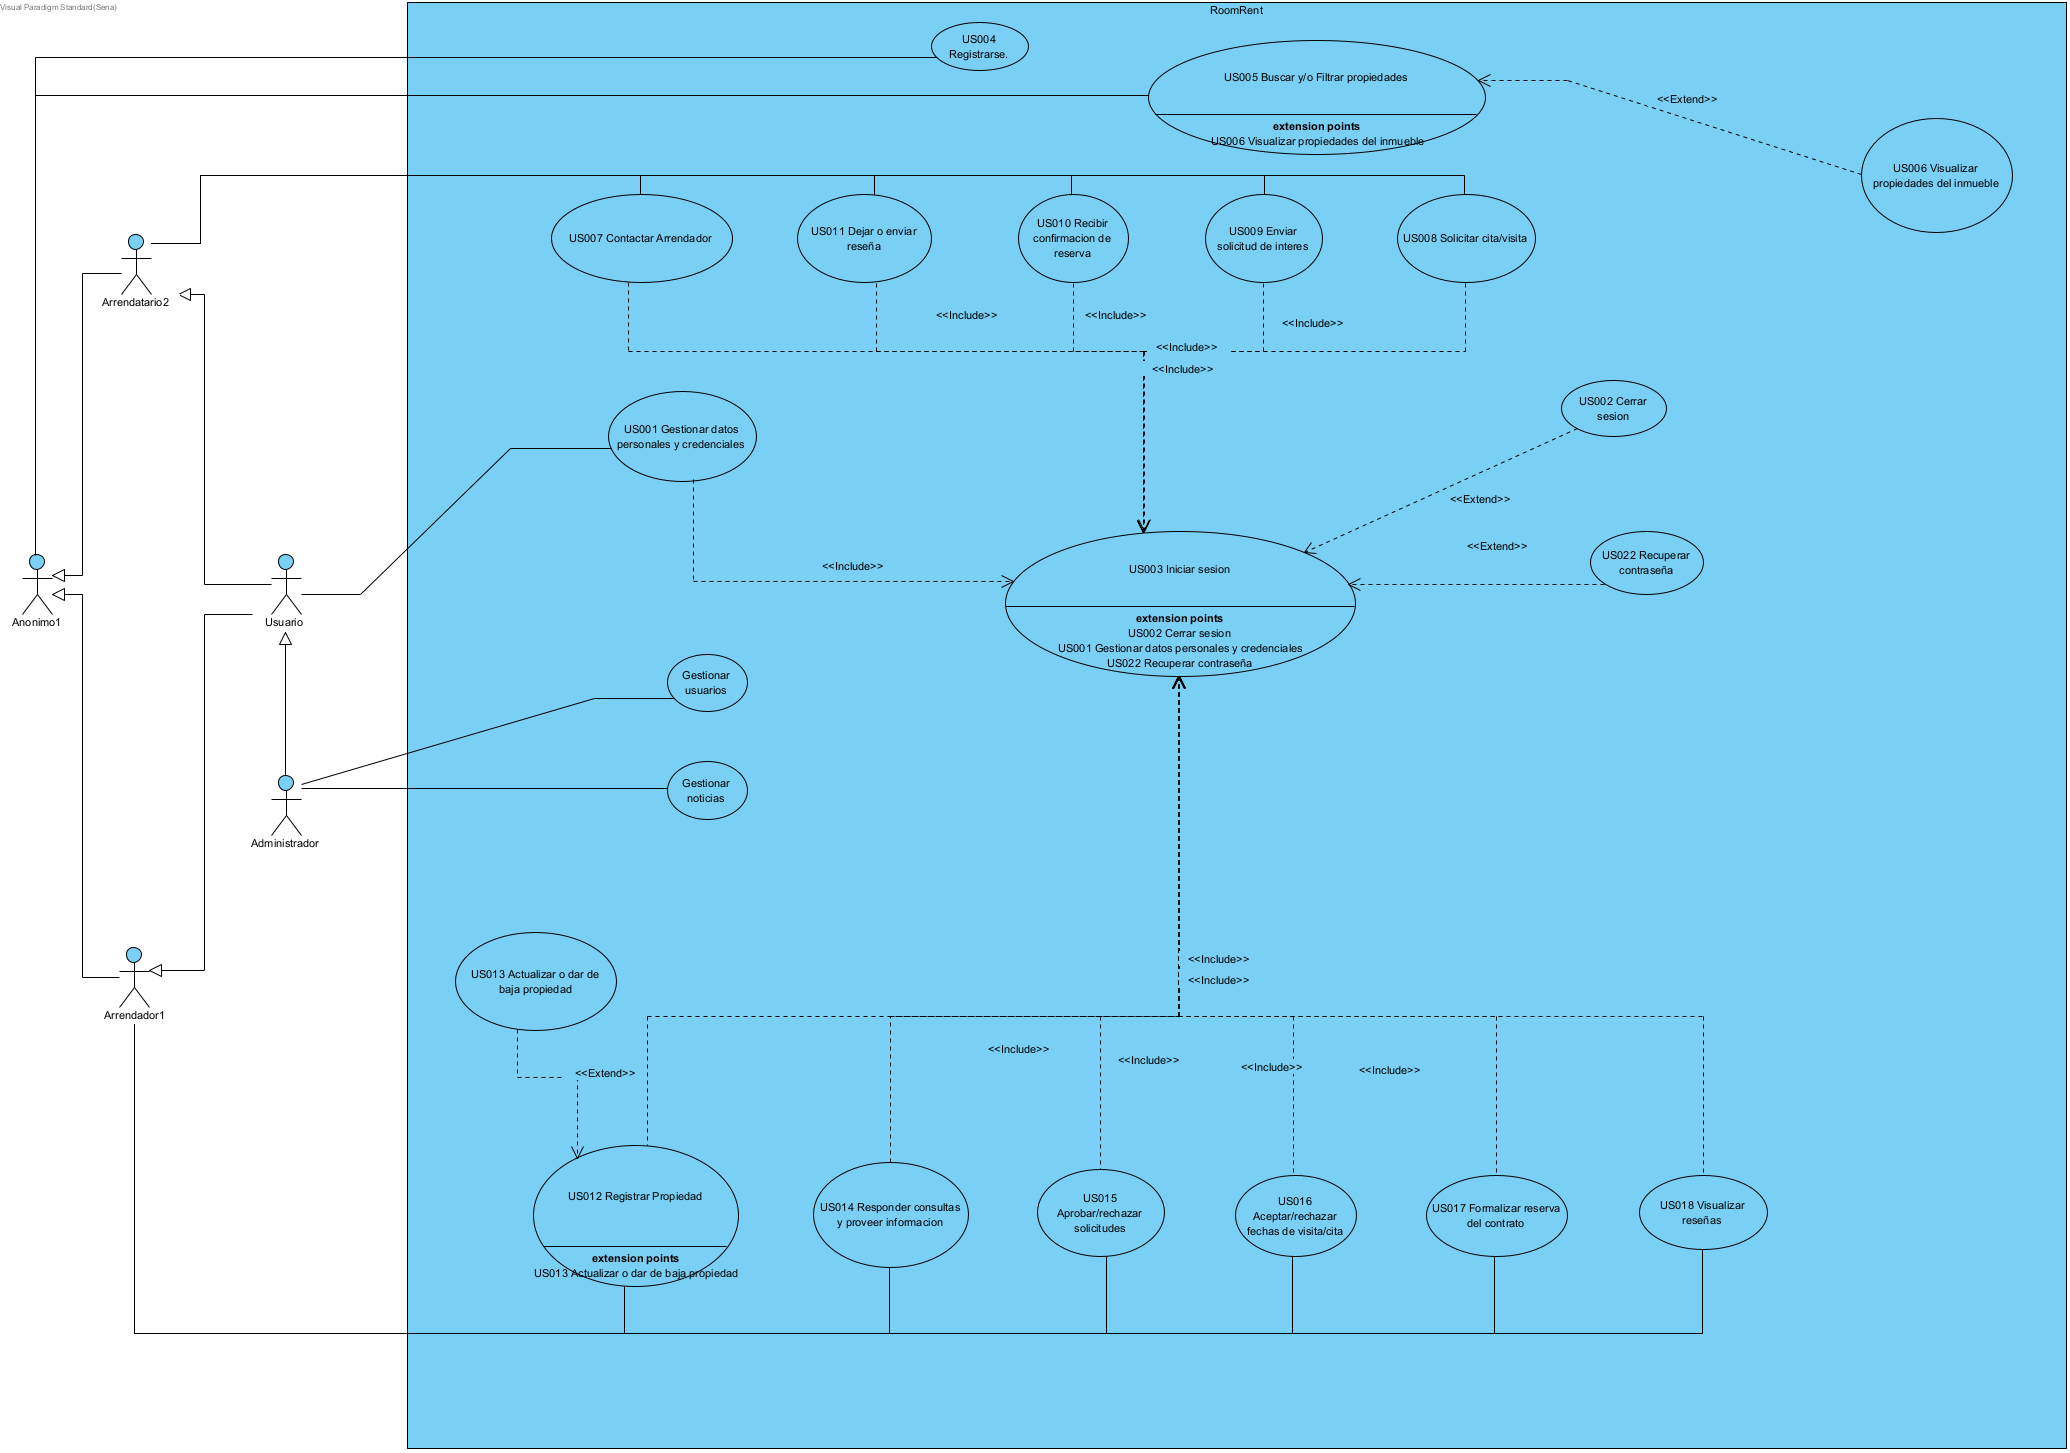 Visual Paradigm Standard(Sena)
RoomRent
US004
Registrarse.
US005 Buscar y/o Filtrar propiedades
extension points
US006 Visualizar propiedades del inmueble
<<Extend>>
US006 Visualizar
propiedades del inmueble
US007 Contactar Arrendador
US011 Dejar o enviar
reseña
US010 Recibir
confirmacion de
reserva
US009 Enviar
solicitud de interes
US008 Solicitar cita/visita
Arrendatario2
<<Include>>
<<Include>>
<<Include>>
<<Include>>
<<Include>>
US001 Gestionar datos
personales y credenciales
US002 Cerrar
sesion
<<Extend>>
<<Extend>>
US022 Recuperar
contraseña
<<Include>>
US003 Iniciar sesion
extension points
US002 Cerrar sesion
US001 Gestionar datos personales y credenciales
US022 Recuperar contraseña
Anonimo1
Usuario
Gestionar
usuarios
Gestionar
noticias
Administrador
<<Include>>
<<Include>>
US013 Actualizar o dar de
baja propiedad
Arrendador1
<<Include>>
<<Include>>
<<Include>>
<<Include>>
<<Extend>>
US012 Registrar Propiedad
extension points
US013 Actualizar o dar de baja propiedad
US014 Responder consultas
y proveer informacion
US015
Aprobar/rechazar
solicitudes
US016
Aceptar/rechazar
fechas de visita/cita
US017 Formalizar reserva
del contrato
US018 Visualizar
reseñas